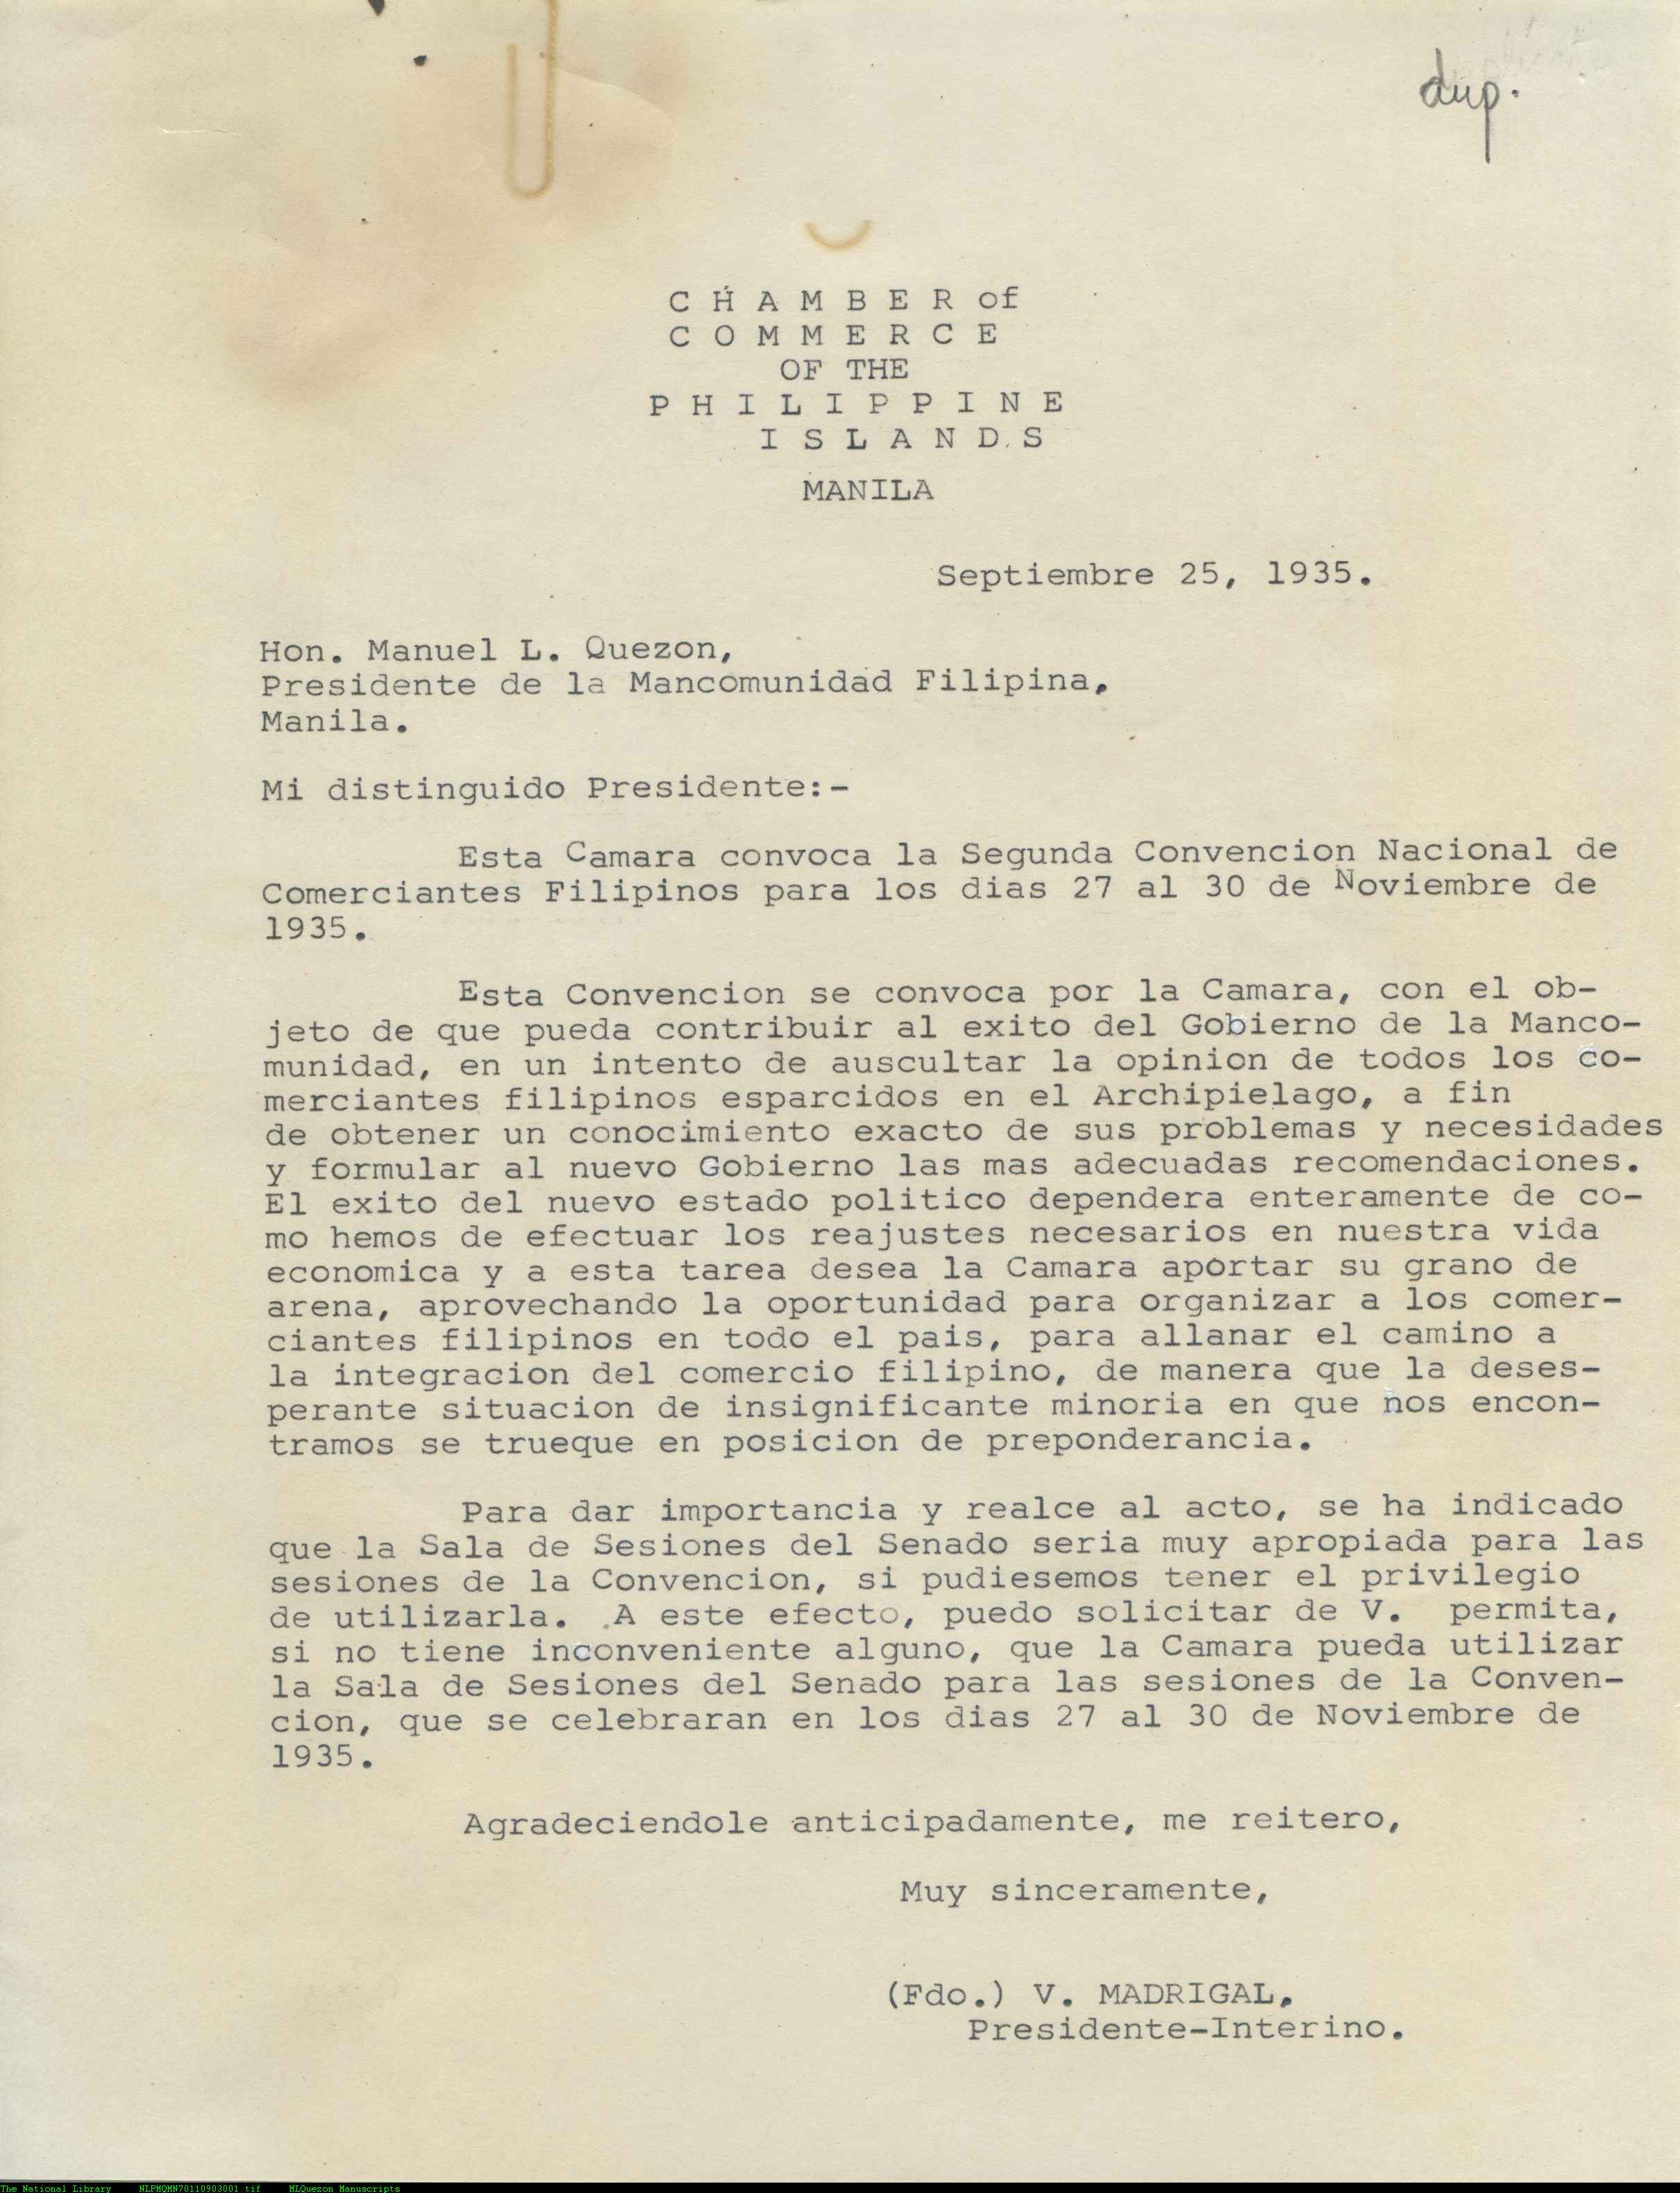 dup.
CHAMBER of
COMMERCE
OF THE
PHILIPPINE
ISLANDS
MANILA
Septiembre 25, 1935.
Hon. Manuel L. Quezon,
Presidente de la Mancomunidad Filipina,
Manila.
Mi distinguido Presidente:-
Esta Camara convoca la Segunda Convencion Nacional de
Comerciantes Filipinos para los dias 27 al 30 de Noviembre de
1935.
Esta Convencion se convoca por la Camara, con el ob-
jeto de que pueda contribuir al exito del Gobierno de la Manco-
munidad, en un intento de auscultar la opinion de todos los co-
merciantes filipinos esparcidos en el Archipielago, a fin
de obtener un conocimiento exacto de sus problemas y necesidades
y formular al nuevo Gobierno las mas adecuadas recomendaciones.
El exito del nuevo estado politico dependera enteramente de co-
mo hemos de efectuar los reajustes necesarios en nuestra vida
economica y a esta tarea desea la Camara aportar su grano de
arena, aprovechando la oportunidad para organizar a los comer-
ciantes filipinos en todo el pais, para allanar el camino a
la integracion del comercio filipino, de manera que la deses-
perante situacion de insignificante minoria en que nos encon-
tramos se trueque en posicion de preponderancia.
Para dar importancia y realce al acto, se ha indicado
que la Sala de Sesiones del Senado seria muy apropiada para las
sesiones de la Convencion, si pudiesemos tener el privilegio
de utilizarla. A este efecto, puedo solicitar de V. permita,
si no tiene inconveniente alguno, que la Camara pueda utilizar
la Sala de Sesiones del Senado para las sesiones de la Conven-
cion, que se celebraran en los dias 27 al 30 de Noviembre de
1935.
Agradeciendole anticipadamente, me reitero,
Muy sinceramente,
(Fdo.) V. MADRIGAL,
Presidente-Interino.
The National Library NLPMQMN70110903001.tif MLQuezon Manuscripts